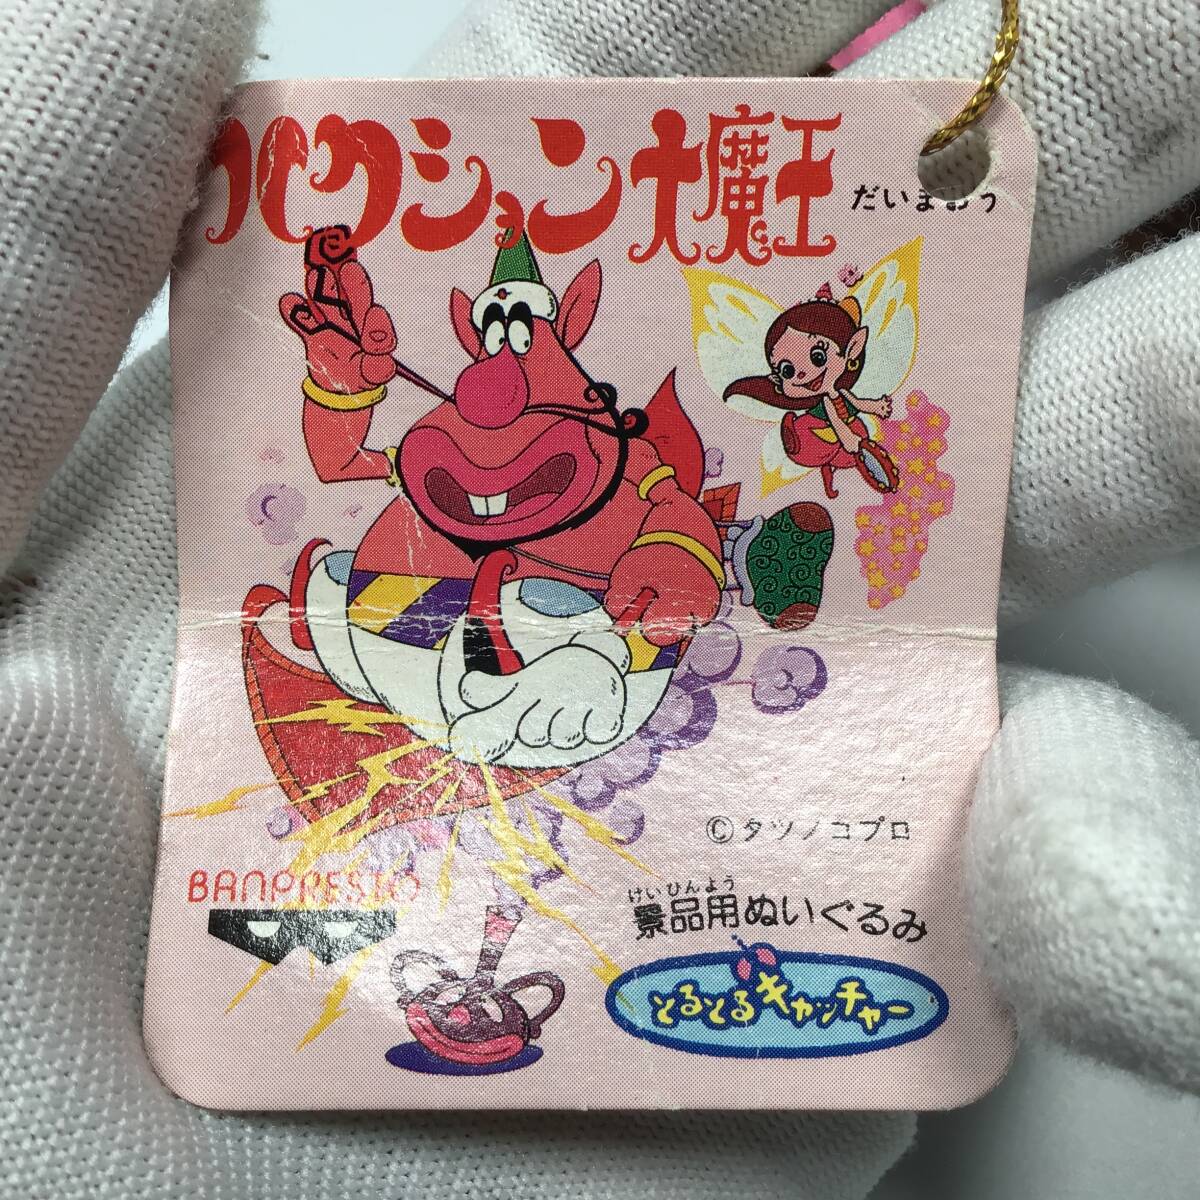 ハクション大魔王
だいまおう
©タツノコプロ
BANPRESTO
けいひんよう
景品用ぬいぐるみ
とるとるキャッチャー